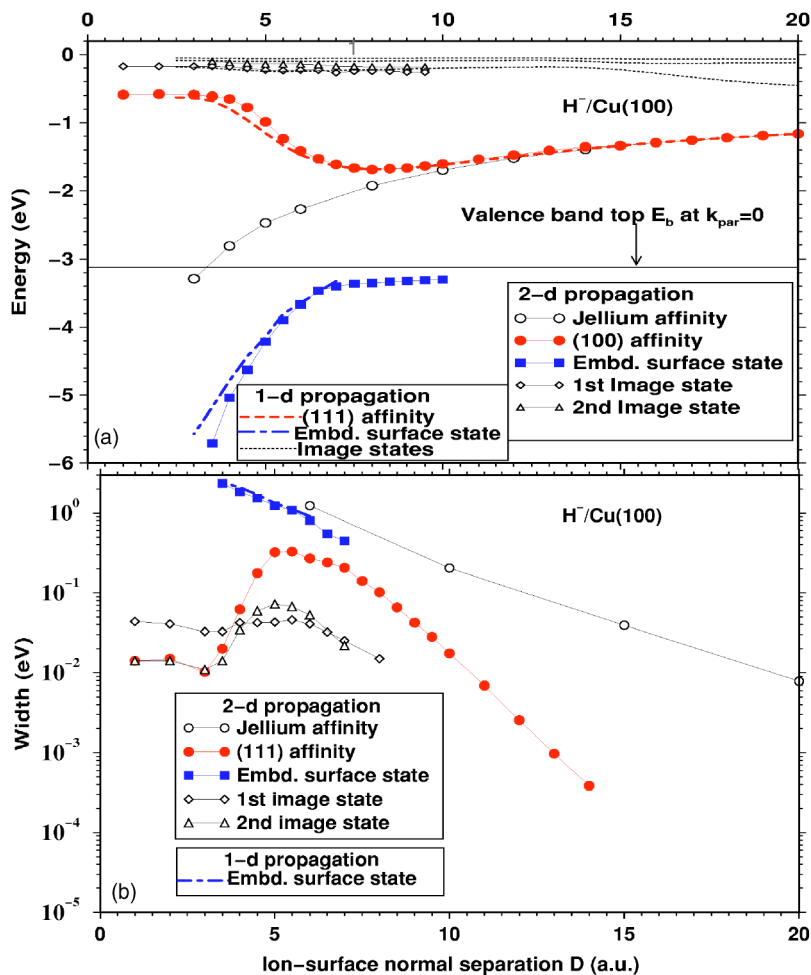 0 5 10 15 20
0
−1
−2
−3
−4
−5
−6
Energy (eV)
H⁻/Cu(100)
Valence band top E_b at k_par=0
2−d propagation
Jellium affinity
(100) affinity
Embd. surface state
1st Image state
2nd Image state
1−d propagation
(111) affinity
Embd. surface state
Image states
(a)
10⁰
10⁻¹
10⁻²
10⁻³
10⁻⁴
10⁻⁵
Width (eV)
H⁻/Cu(100)
2−d propagation
Jellium affinity
(111) affinity
Embd. surface state
1st image state
2nd image state
1−d propagation
Embd. surface state
(b)
0 5 10 15 20
Ion−surface normal separation D (a.u.)